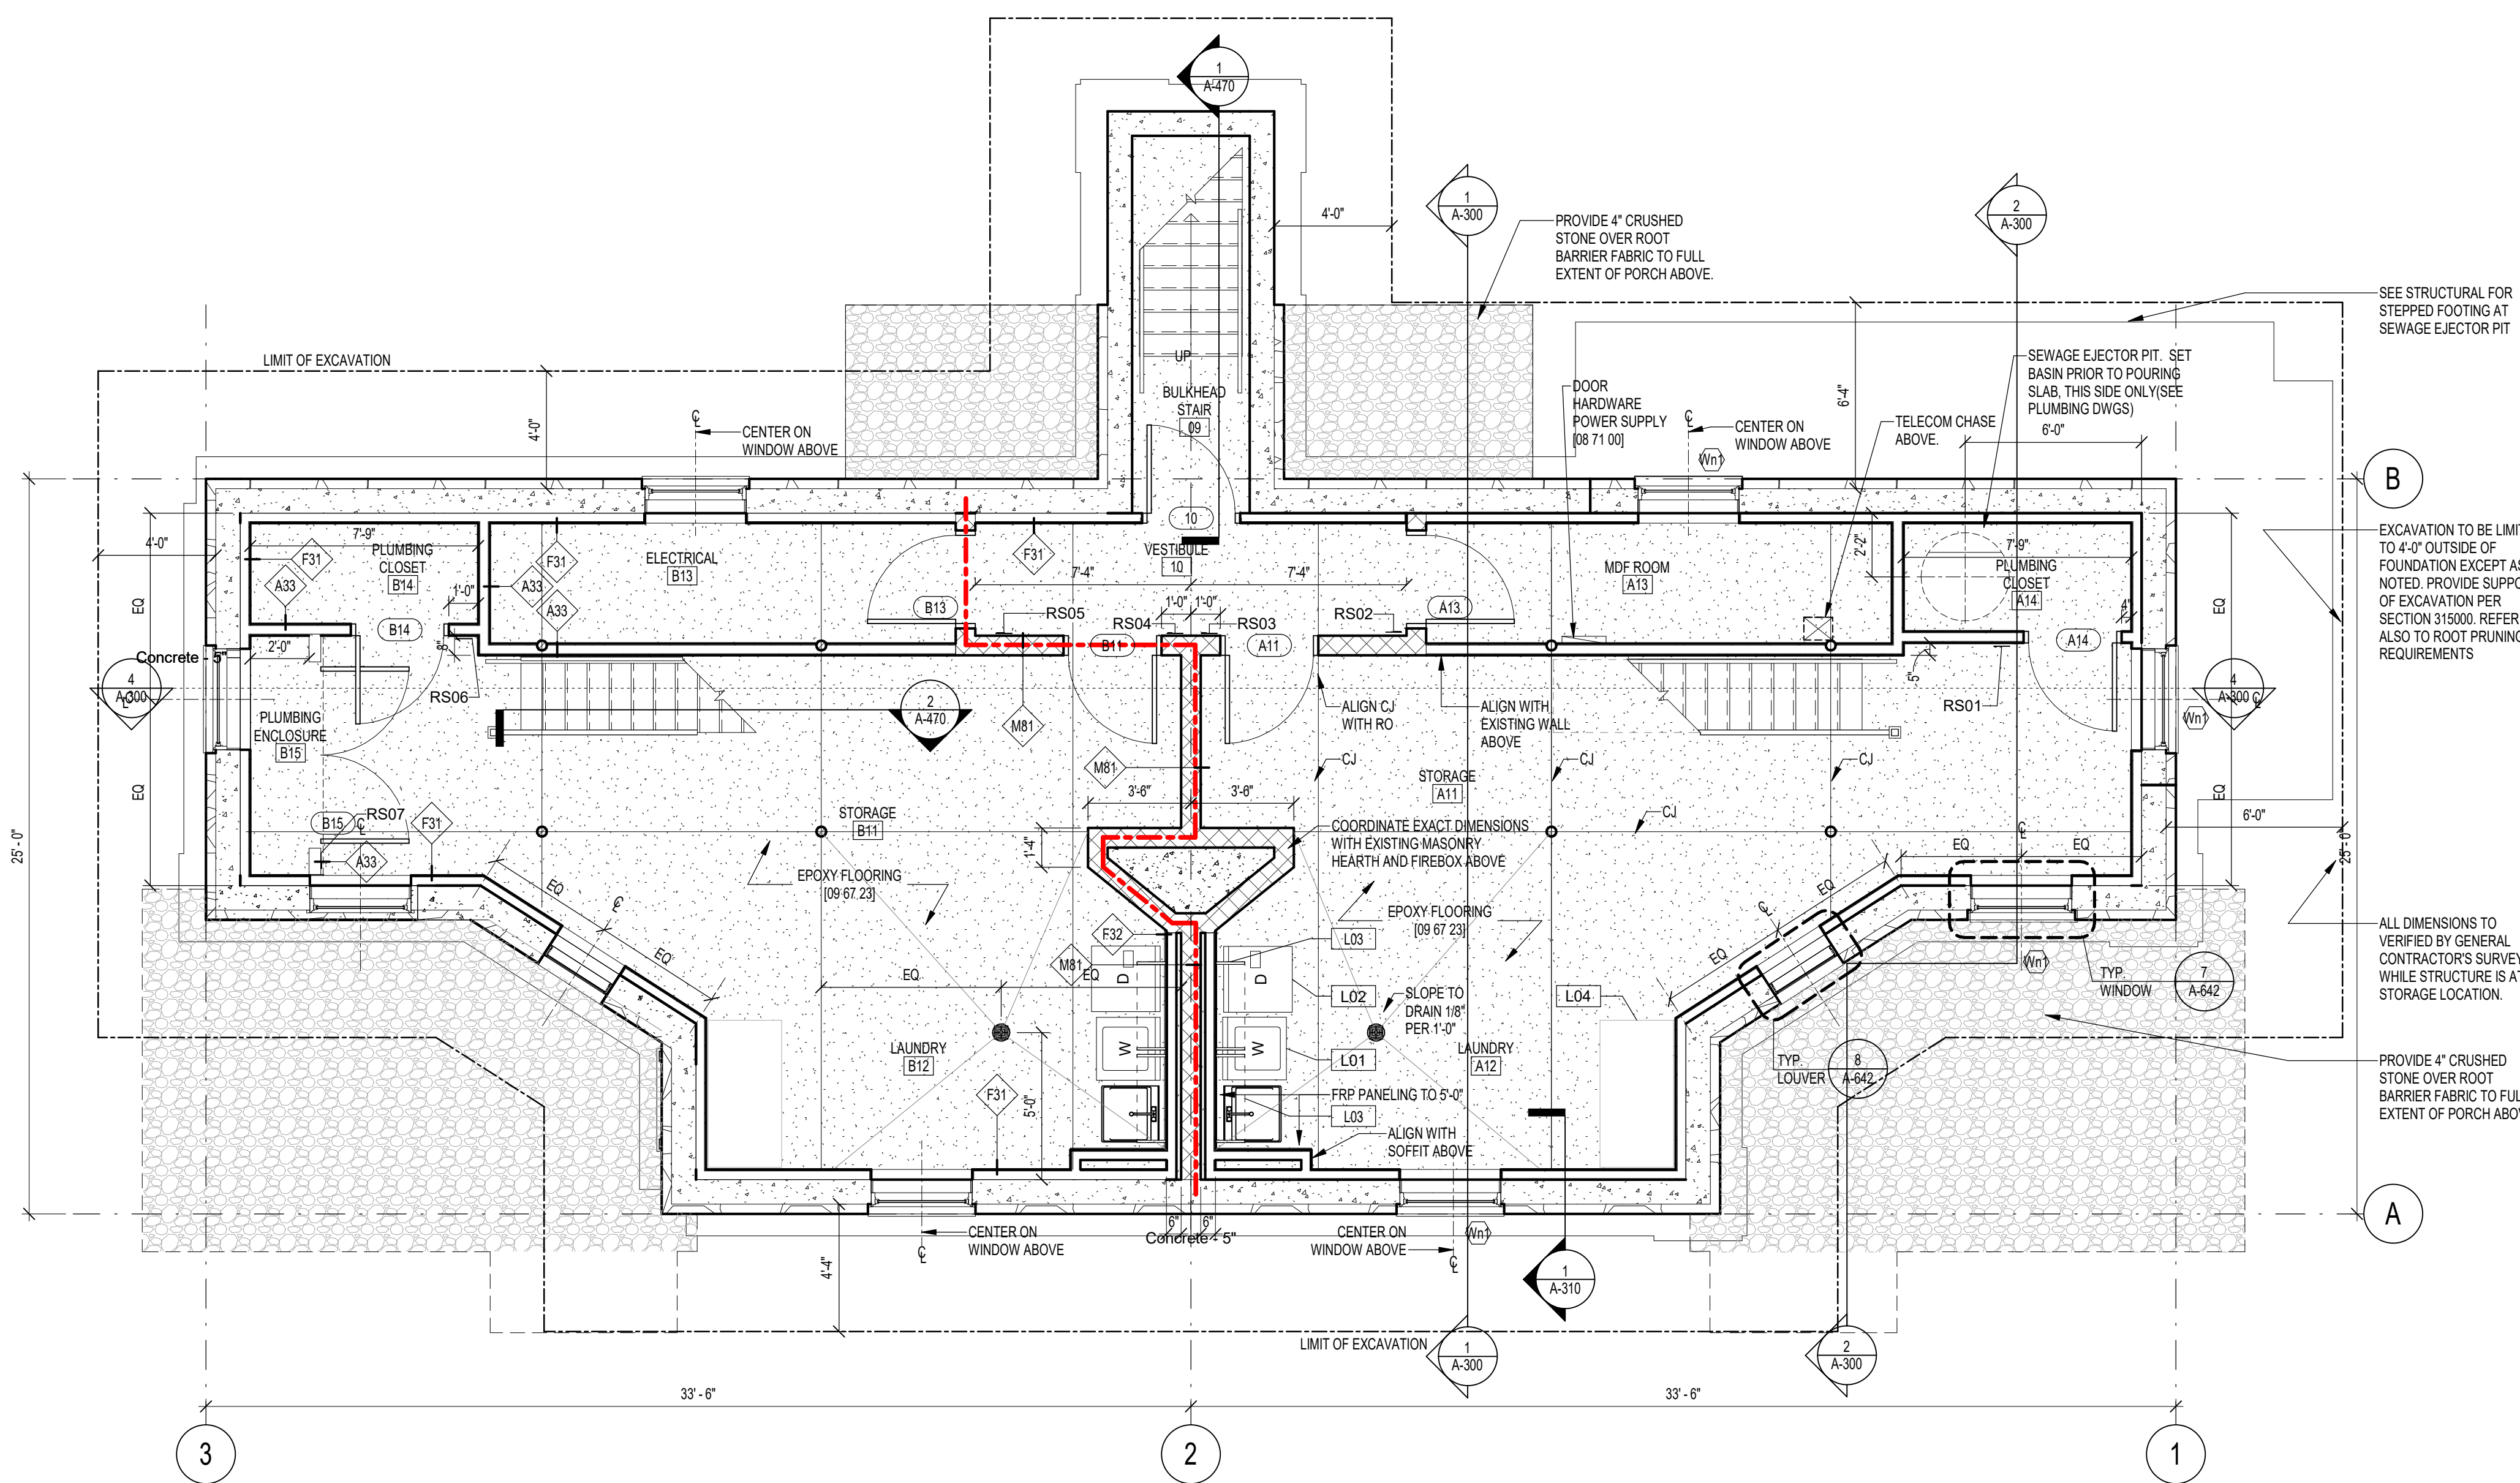 1
A-470
4'-0"
1
A-300
2
A-300
PROVIDE 4" CRUSHED
STONE OVER ROOT
BARRIER FABRIC TO FULL
EXTENT OF PORCH ABOVE.
SEE STRUCTURAL FOR
STEPPED FOOTING AT
SEWAGE EJECTOR PIT
LIMIT OF EXCAVATION
UP
BULKHEAD
STAIR
09
DOOR
HARDWARE
POWER SUPPLY
[08 71 00]
SEWAGE EJECTOR PIT. SET
BASIN PRIOR TO POURING
SLAB, THIS SIDE ONLY(SEE
PLUMBING DWGS)
6'-4"
4'-0"
CENTER ON
WINDOW ABOVE
CENTER ON
WINDOW ABOVE
Wn1
TELECOM CHASE
ABOVE.
6'-0"
B
EXCAVATION TO BE LIMIT
TO 4'-0" OUTSIDE OF
FOUNDATION EXCEPT AS
NOTED. PROVIDE SUPPO
OF EXCAVATION PER
SECTION 315000. REFER
ALSO TO ROOT PRUNING
REQUIREMENTS
4'-0"
7'-9"
PLUMBING
CLOSET
B14
F31
A33
ELECTRICAL
B13
F31
A33
A33
1'-0"
B14
B13
F31
10
VESTIBULE
10
7'-4"
7'-4"
1'-0"
1'-0"
RS05
RS04
RS03
RS02
B11
A11
A13
MDF ROOM
A13
2'-2"
7'-9"
PLUMBING
CLOSET
A14
4"
A14
EQ
EQ
2'-0"
8"
Concrete - 5"
4
A-300
RS06
2
A-470
M81
ALIGN CJ
WITH RO
ALIGN WITH
EXISTING WALL
ABOVE
5"
RS01
4
A-300
Wn1
PLUMBING
ENCLOSURE
B15
M81
CJ
CJ
CJ
CJ
STORAGE
A11
3'-6"
3'-6"
EQ
EQ
B15
RS07
F31
A33
STORAGE
B11
1'-4"
COORDINATE EXACT DIMENSIONS
WITH EXISTING MASONRY
HEARTH AND FIREBOX ABOVE
6'-0"
25'-0"
25'-0"
EQ
EQ
EPOXY FLOORING
[09 67 23]
EPOXY FLOORING
[09 67 23]
EQ
EQ
EQ
EQ
F32
M81
L03
L02
L04
D
D
EQ
EQ
SLOPE TO
DRAIN 1/8"
PER 1'-0"
Wn1
TYP.
WINDOW
7
A-642
ALL DIMENSIONS TO
VERIFIED BY GENERAL
CONTRACTOR'S SURVEY
WHILE STRUCTURE IS AT
STORAGE LOCATION.
LAUNDRY
B12
W
W
L01
LAUNDRY
A12
TYP.
LOUVER
8
A-642
PROVIDE 4" CRUSHED
STONE OVER ROOT
BARRIER FABRIC TO FUL
EXTENT OF PORCH ABOV
F31
5'-0"
FRP PANELING TO 5'-0"
L03
ALIGN WITH
SOFFIT ABOVE
A
CENTER ON
WINDOW ABOVE
6"
6"
Concrete - 5"
CENTER ON
WINDOW ABOVE
Wn1
4'-4"
1
A-310
LIMIT OF EXCAVATION
1
A-300
2
A-300
33' - 6"
33' - 6"
3
2
1